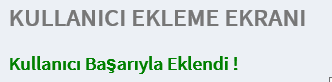 KULLANICI EKLEME EKRANI
Kullanıcı Başarıyla Eklendi !